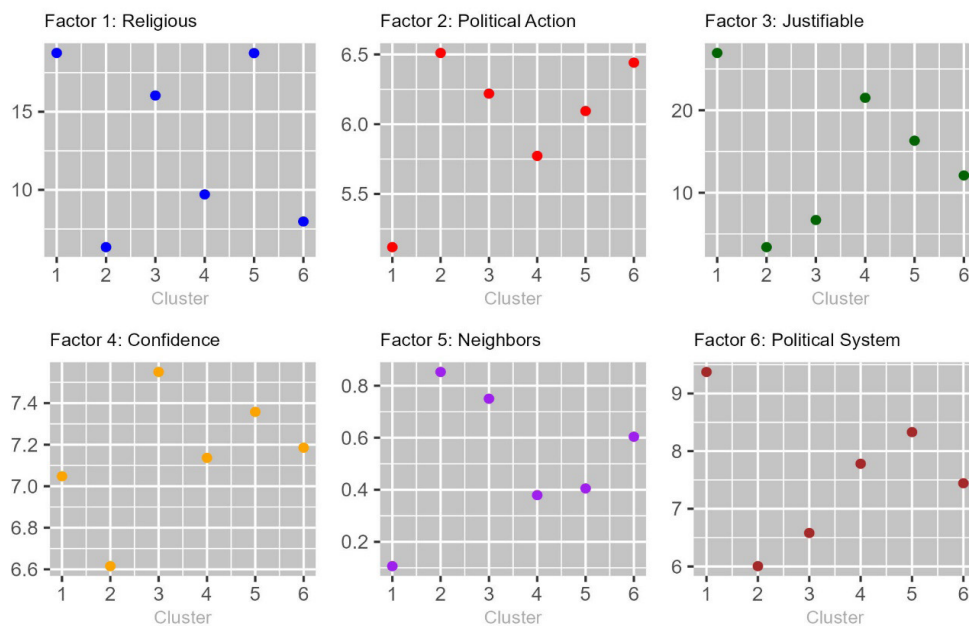 Factor 1: Religious
15
10
1 2 3 4 5 6
Cluster
Factor 2: Political Action
6.5
6.0
5.5
1 2 3 4 5 6
Cluster
Factor 3: Justifiable
20
10
1 2 3 4 5 6
Cluster
Factor 4: Confidence
7.4
7.2
7.0
6.8
6.6
1 2 3 4 5 6
Cluster
Factor 5: Neighbors
0.8
0.6
0.4
0.2
1 2 3 4 5 6
Cluster
Factor 6: Political System
9
8
7
6
1 2 3 4 5 6
Cluster